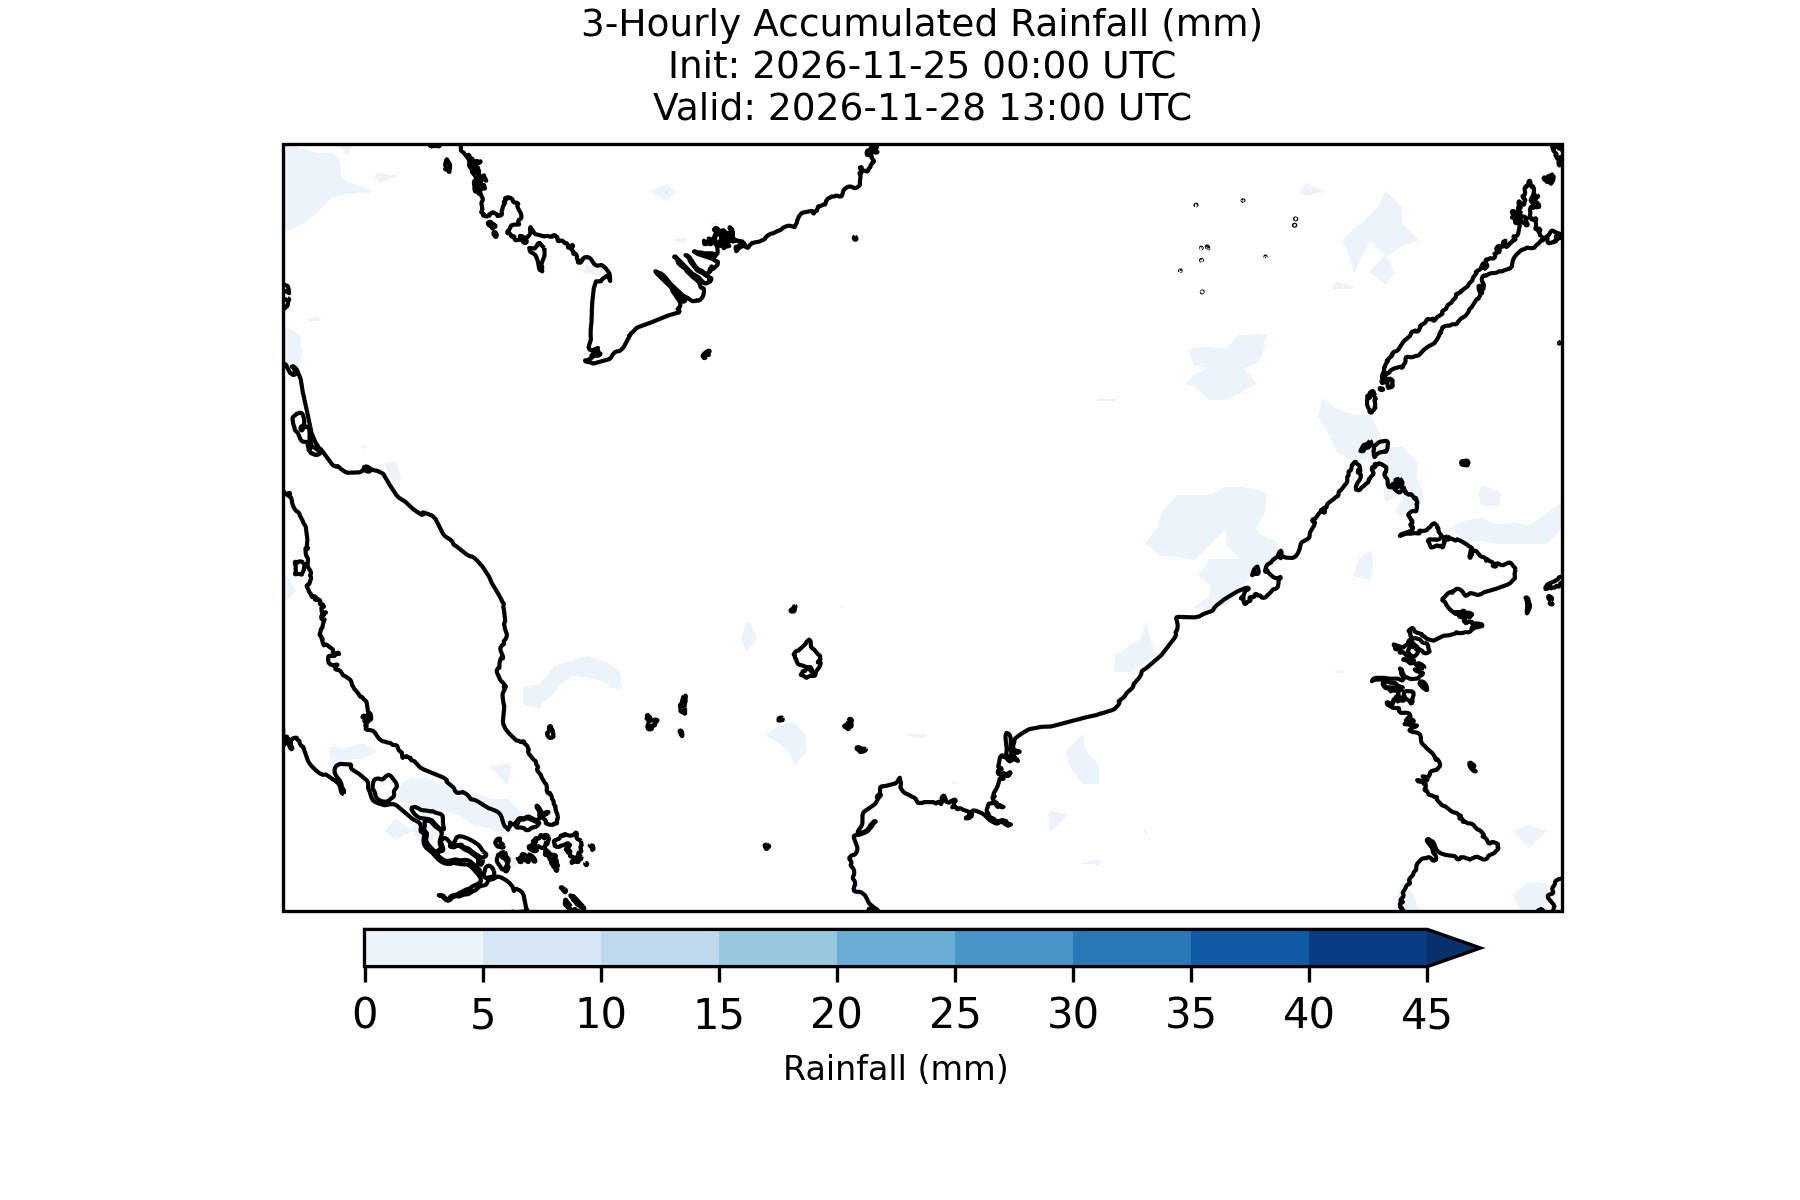 3-Hourly Accumulated Rainfall (mm)
Init: 2026-11-25 00:00 UTC
Valid: 2026-11-28 13:00 UTC
0 5 10 15 20 25 30 35 40 45
Rainfall (mm)